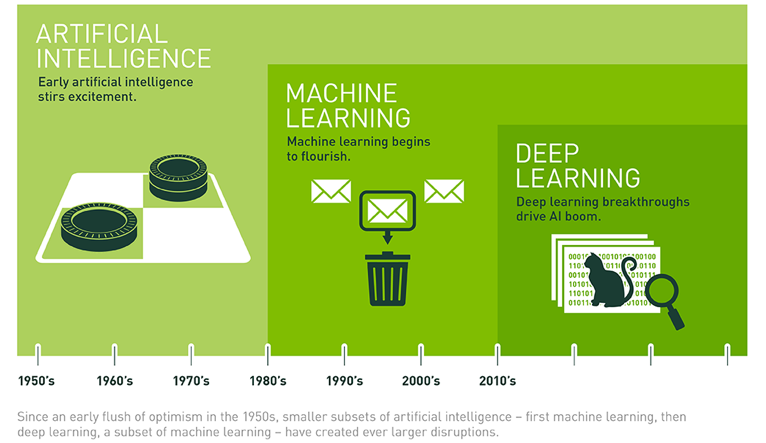 ARTIFICIAL
INTELLIGENCE
Early artificial intelligence
stirs excitement.
MACHINE
LEARNING
Machine learning begins
to flourish.
DEEP
LEARNING
Deep learning breakthroughs
drive AI boom.
1950's 1960's 1970's 1980's 1990's 2000's 2010's
Since an early flush of optimism in the 1950s, smaller subsets of artificial intelligence – first machine learning, then
deep learning, a subset of machine learning – have created ever larger disruptions.